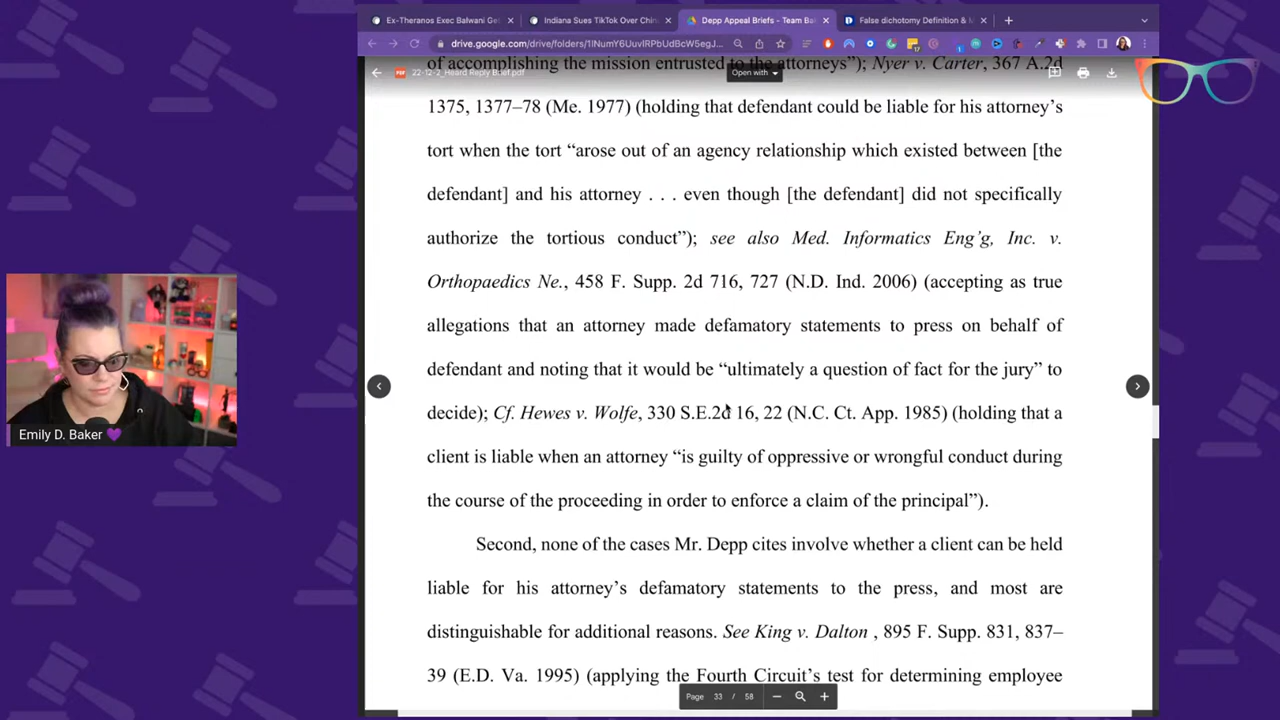 Ex-Theranos Exec Balwani Ge
Indiana Sues TikTok Over Chin
Depp Appeal Briefs – Team Ba
False dichotomy Definition & M
drive.google.com/drive/folders/1lNumY6UuvIRPbUdBcW5egJ...
of accomplishing the mission entrusted to the attorneys”); Nyer v. Carter, 367 A.2d
22-12-2_Heard Reply Brief.pdf
Open with
1375, 1377–78 (Me. 1977) (holding that defendant could be liable for his attorney’s
tort when the tort “arose out of an agency relationship which existed between [the
defendant] and his attorney . . . even though [the defendant] did not specifically
authorize the tortious conduct”); see also Med. Informatics Eng’g, Inc. v.
Orthopaedics Ne., 458 F. Supp. 2d 716, 727 (N.D. Ind. 2006) (accepting as true
allegations that an attorney made defamatory statements to press on behalf of
defendant and noting that it would be “ultimately a question of fact for the jury” to
decide); Cf. Hewes v. Wolfe, 330 S.E.2d 16, 22 (N.C. Ct. App. 1985) (holding that a
client is liable when an attorney “is guilty of oppressive or wrongful conduct during
the course of the proceeding in order to enforce a claim of the principal”).
Second, none of the cases Mr. Depp cites involve whether a client can be held
liable for his attorney’s defamatory statements to the press, and most are
distinguishable for additional reasons. See King v. Dalton , 895 F. Supp. 831, 837–
39 (E.D. Va. 1995) (applying the Fourth Circuit’s test for determining employee
Page 33 / 58
Emily D. Baker 💜